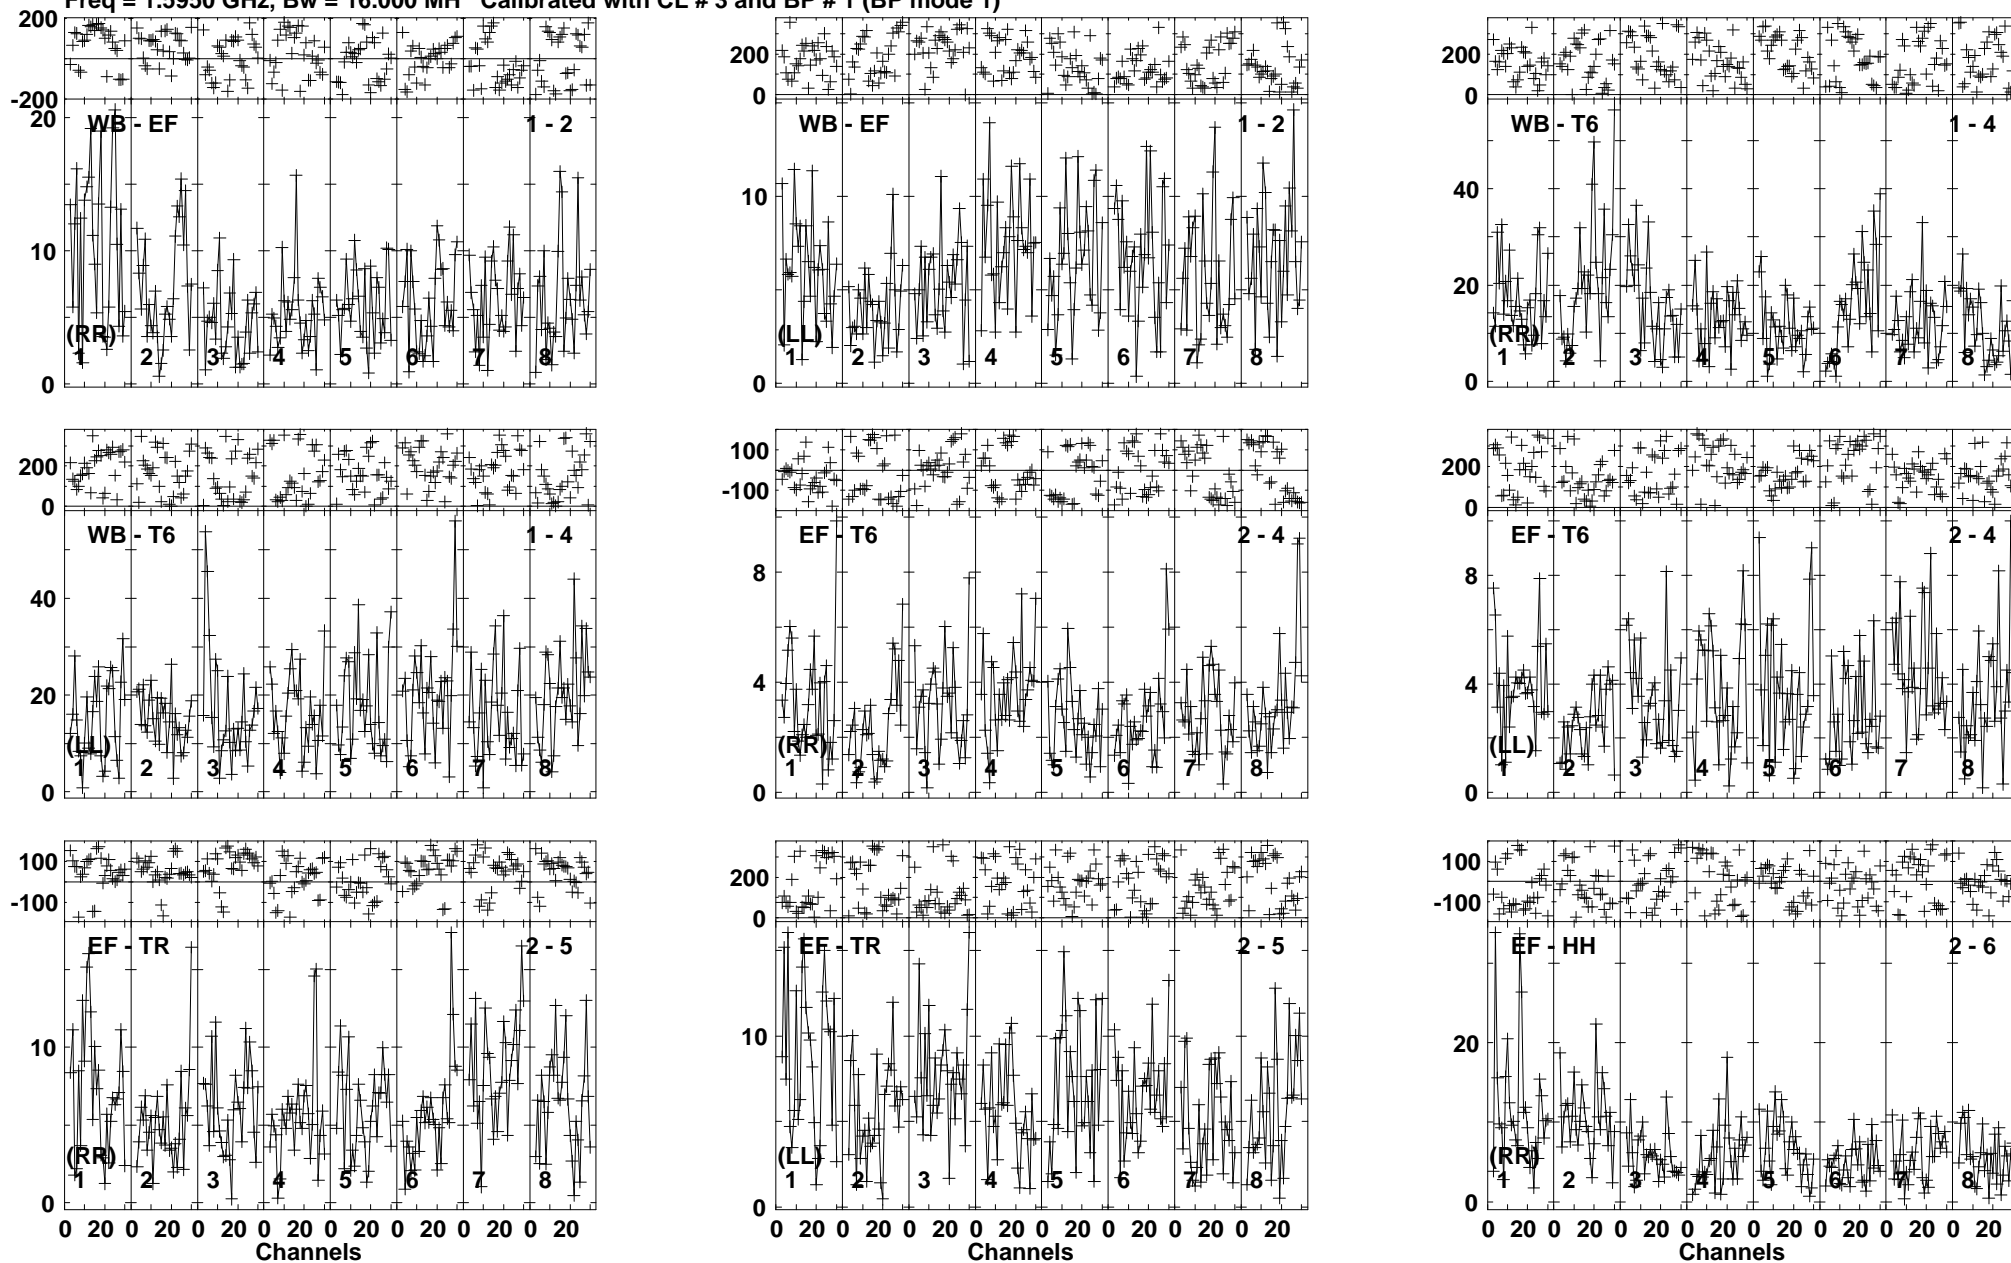 Freq = 1.5950 GHz, Bw = 16.000 MH Calibrated with CL # 3 and BP # 1 (BP mode 1)
200
-200
20
10
0
WB - EF 1 - 2
(RR)
1 2 3 4 5 6 7 8
200
0
10
0
WB - EF 1 - 2
(LL)
1 2 3 4 5 6 7 8
200
0
40
20
0
WB - T6 1 - 4
(RR)
1 2 3 4 5 6 7 8
200
0
40
20
0
WB - T6 1 - 4
(LL)
1 2 3 4 5 6 7 8
100
-100
8
4
0
EF - T6 2 - 4
(RR)
1 2 3 4 5 6 7 8
200
0
8
4
0
EF - T6 2 - 4
(LL)
1 2 3 4 5 6 7 8
100
-100
10
0
EF - TR 2 - 5
(RR)
1 2 3 4 5 6 7 8
0 20 0 20 0 20 0 20 0 20 0 20 0 20 0 20
Channels
200
0
10
0
EF - TR 2 - 5
(LL)
1 2 3 4 5 6 7 8
0 20 0 20 0 20 0 20 0 20 0 20 0 20 0 20
Channels
100
-100
20
0
EF - HH 2 - 6
(RR)
1 2 3 4 5 6 7 8
0 20 0 20 0 20 0 20 0 20 0 20 0 20 0 20
Channels